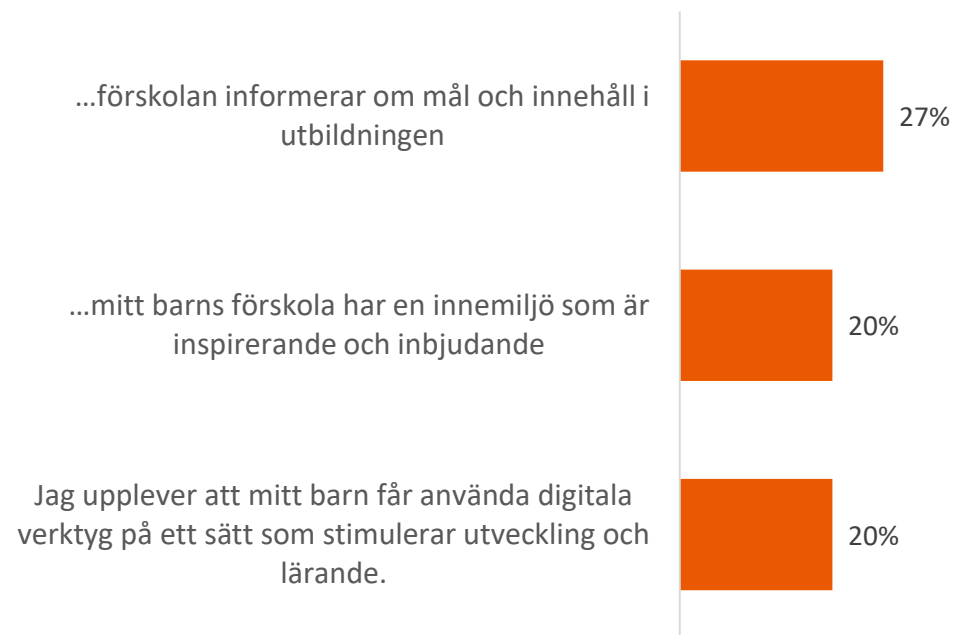 ...förskolan informerar om mål och innehåll i
utbildningen
27%
...mitt barns förskola har en innemiljö som är
inspirerande och inbjudande
20%
Jag upplever att mitt barn får använda digitala
verktyg på ett sätt som stimulerar utveckling och
lärande.
20%